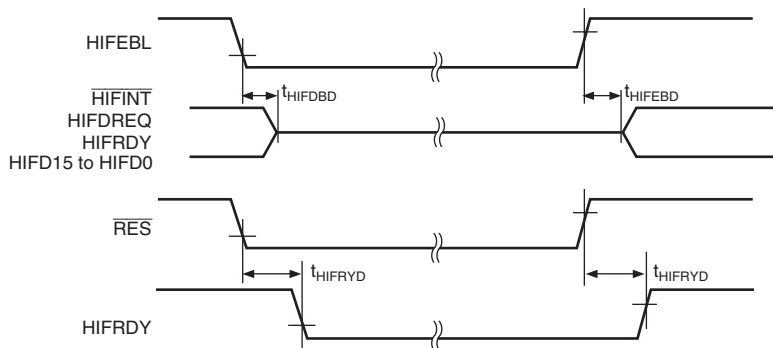 HIFEBL
tHIFDBD
tHIFEBD
HIFINT
HIFDREQ
HIFRDY
HIFD15 to HIFD0
RES
tHIFRYD
tHIFRYD
HIFRDY